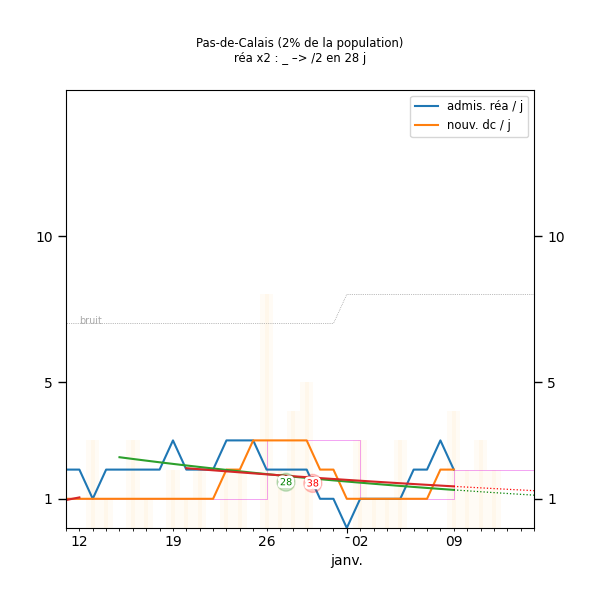 Pas-de-Calais (2% de la population)
réa x2 : _ –> /2 en 28 j
admis. réa / j
nouv. dc / j
10 10
bruit
5 5
28 38
1 1
12 19 26 02 09
janv.